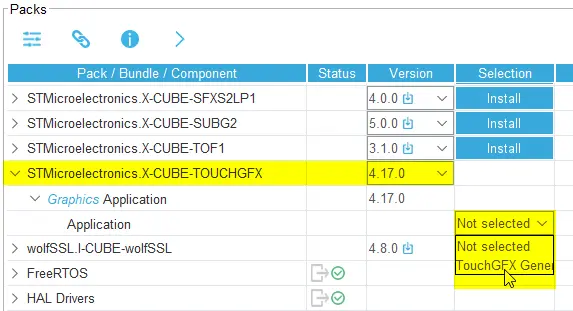 Packs
Pack / Bundle / Component Status Version Selection
STMicroelectronics.X-CUBE-SFXS2LP1 4.0.0 Install
STMicroelectronics.X-CUBE-SUBG2 5.0.0 Install
STMicroelectronics.X-CUBE-TOF1 3.1.0 Install
STMicroelectronics.X-CUBE-TOUCHGFX 4.17.0
Graphics Application 4.17.0
Application Not selected
wolfSSL.I-CUBE-wolfSSL 4.8.0 Not selected
TouchGFX Gener
FreeRTOS
HAL Drivers